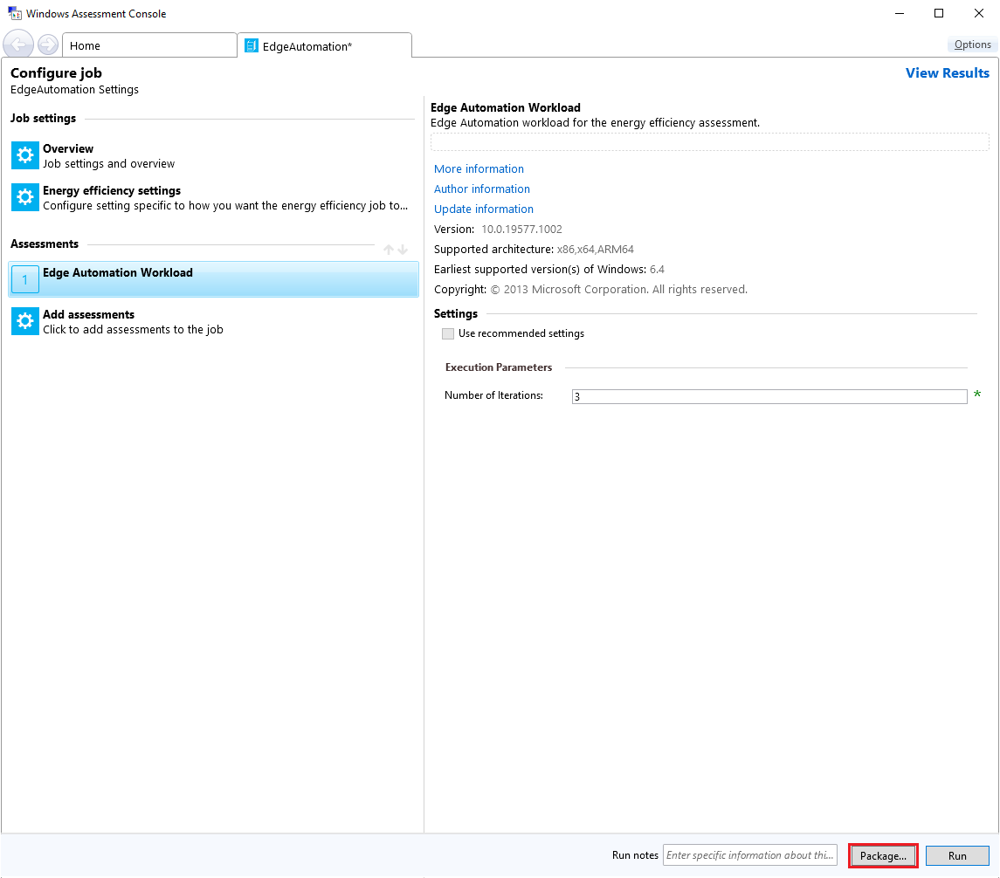 Windows Assessment Console
Home
EdgeAutomation*
Options
Configure job
EdgeAutomation Settings
View Results
Job settings
Overview
Job settings and overview
Energy efficiency settings
Configure setting specific to how you want the energy efficiency job to...
Assessments
1
Edge Automation Workload
Add assessments
Click to add assessments to the job
Edge Automation Workload
Edge Automation workload for the energy efficiency assessment.
More information
Author information
Update information
Version: 10.0.19577.1002
Supported architecture: x86,x64,ARM64
Earliest supported version(s) of Windows: 6.4
Copyright: © 2013 Microsoft Corporation. All rights reserved.
Settings
Use recommended settings
Execution Parameters
Number of Iterations: 3 *
Run notes Enter specific information about thi... Package... Run